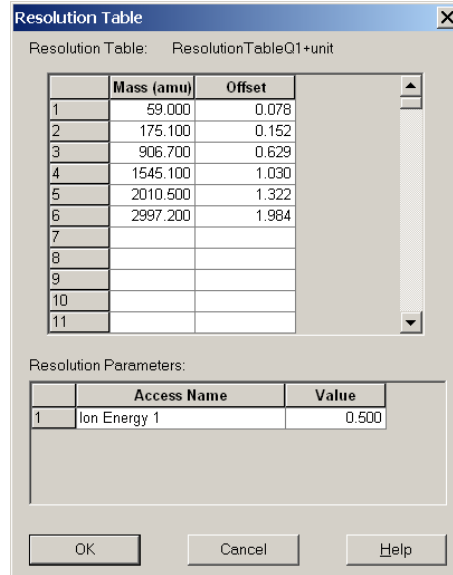 Resolution Table
Resolution Table: ResolutionTableQ1+unit
Mass (amu) Offset
1 59.000 0.078
2 175.100 0.152
3 906.700 0.629
4 1545.100 1.030
5 2010.500 1.322
6 2997.200 1.984
7
8
9
10
11
Resolution Parameters:
Access Name Value
1 Ion Energy 1 0.500
OK Cancel Help